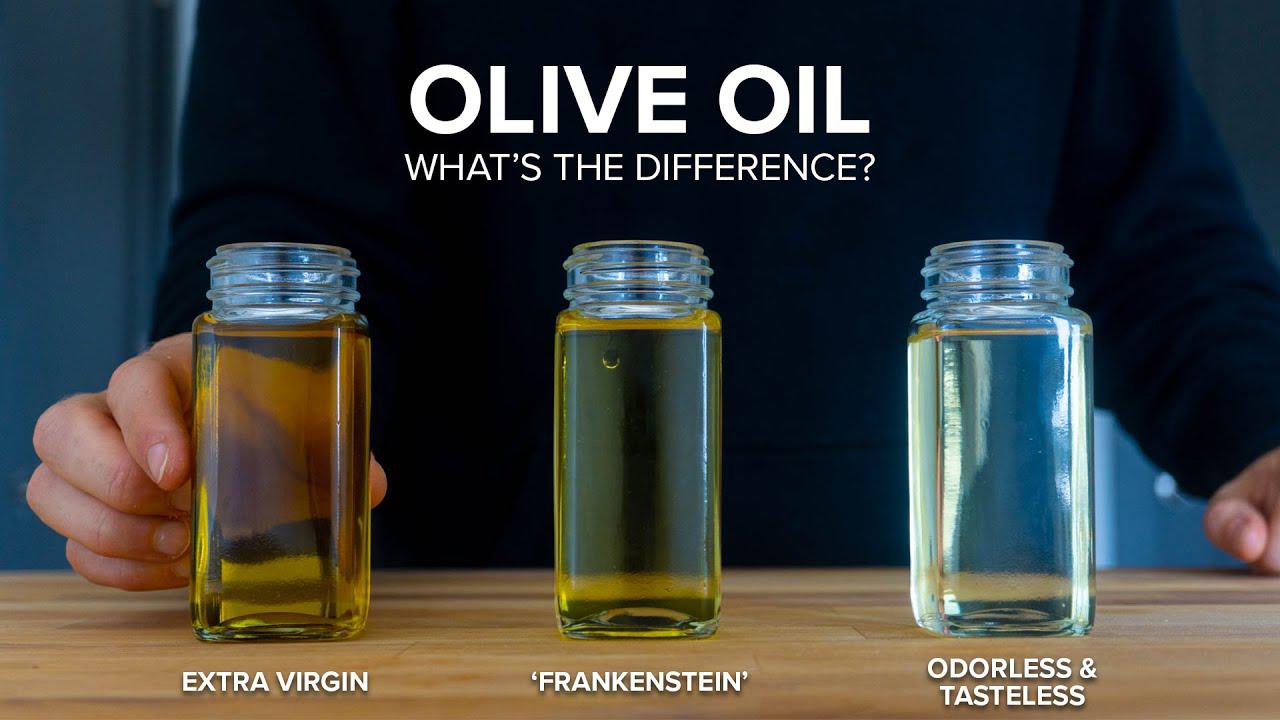 OLIVE OIL
WHAT'S THE DIFFERENCE?
EXTRA VIRGIN
‘FRANKENSTEIN’
ODORLESS &
TASTELESS